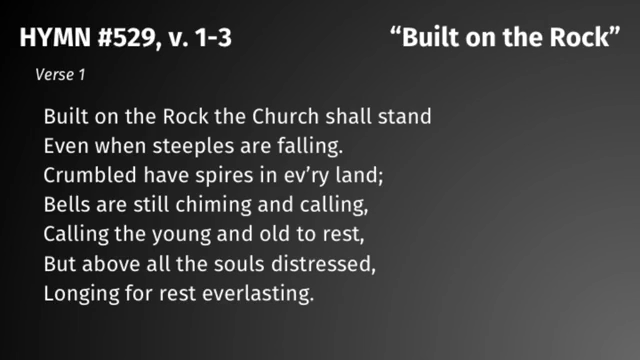 HYMN #529, v. 1-3 “Built on the Rock”
Verse 1
Built on the Rock the Church shall stand
Even when steeples are falling.
Crumbled have spires in ev’ry land;
Bells are still chiming and calling,
Calling the young and old to rest,
But above all the souls distressed,
Longing for rest everlasting.